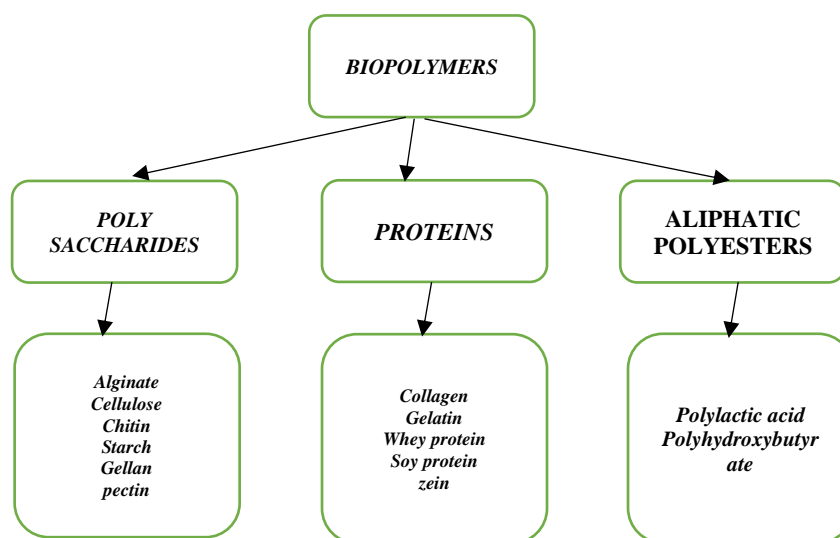 BIOPOLYMERS
POLY
SACCHARIDES
PROTEINS
ALIPHATIC
POLYESTERS
Alginate
Cellulose
Chitin
Starch
Gellan
pectin
Collagen
Gelatin
Whey protein
Soy protein
zein
Polylactic acid
Polyhydroxybutyr
ate